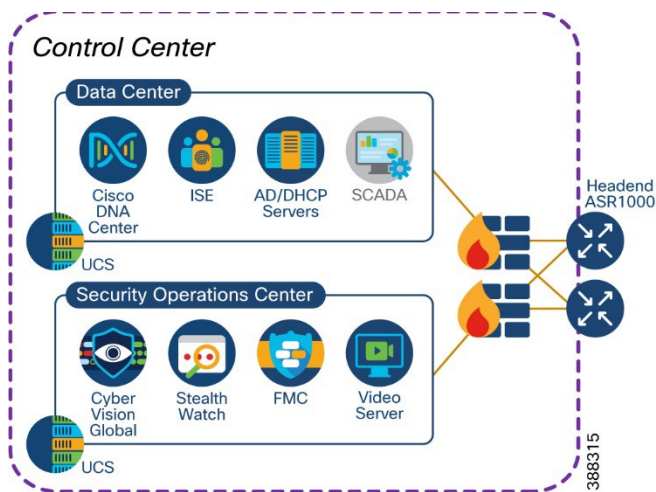 Control Center
Data Center
Cisco
DNA
Center
ISE
AD/DHCP
Servers
SCADA
UCS
Headend
ASR1000
Security Operations Center
Cyber
Vision
Global
Stealth
Watch
FMC
Video
Server
UCS
388315